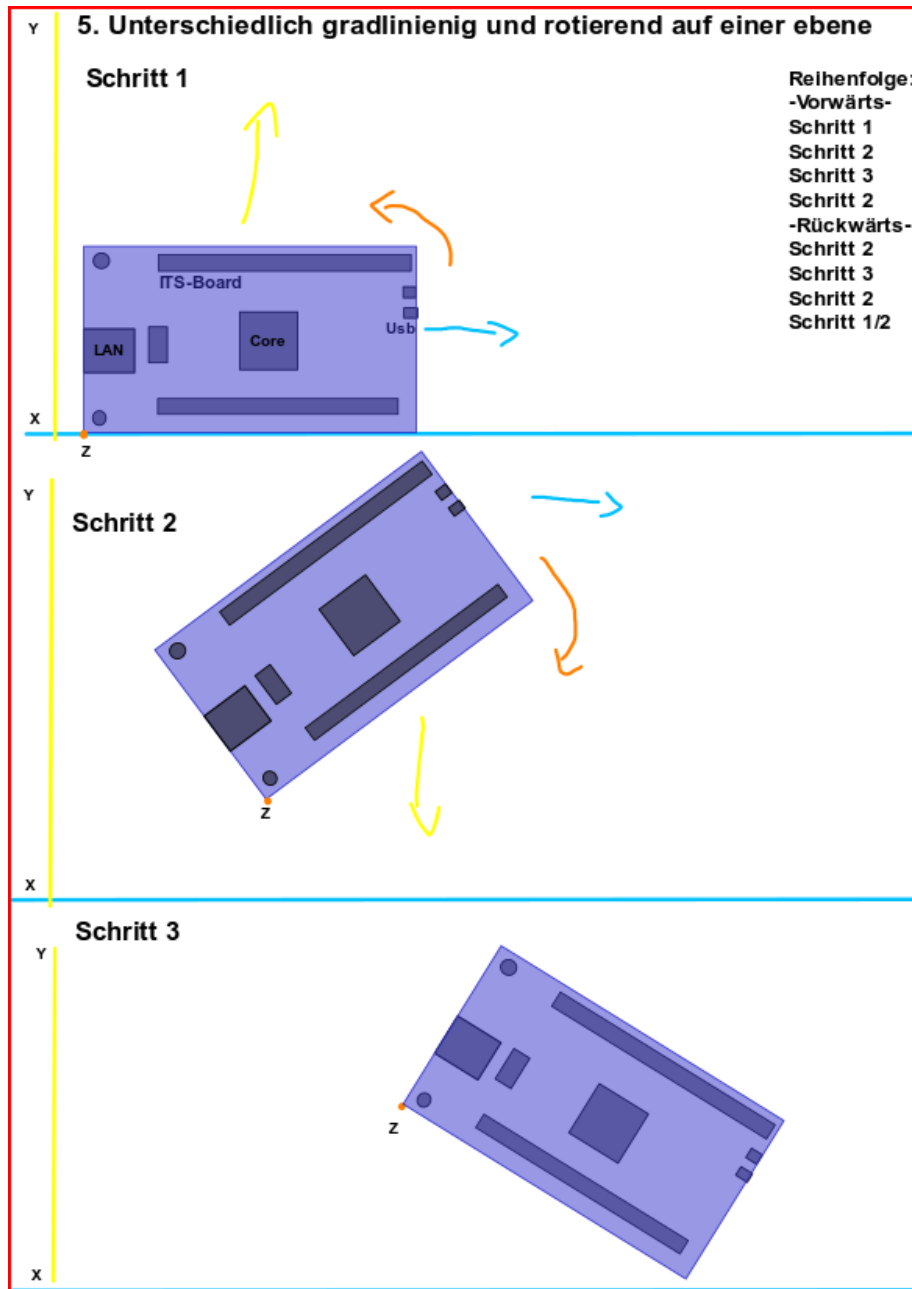 Y
5. Unterschiedlich gradlinienig und rotierend auf einer ebene
Schritt 1
Reihenfolge:
-Vorwärts-
Schritt 1
Schritt 2
Schritt 3
Schritt 2
-Rückwärts-
Schritt 2
Schritt 3
Schritt 2
Schritt 1/2
ITS-Board
Usb
LAN
Core
X
Z
Y
Schritt 2
Z
X
Schritt 3
Y
Z
X